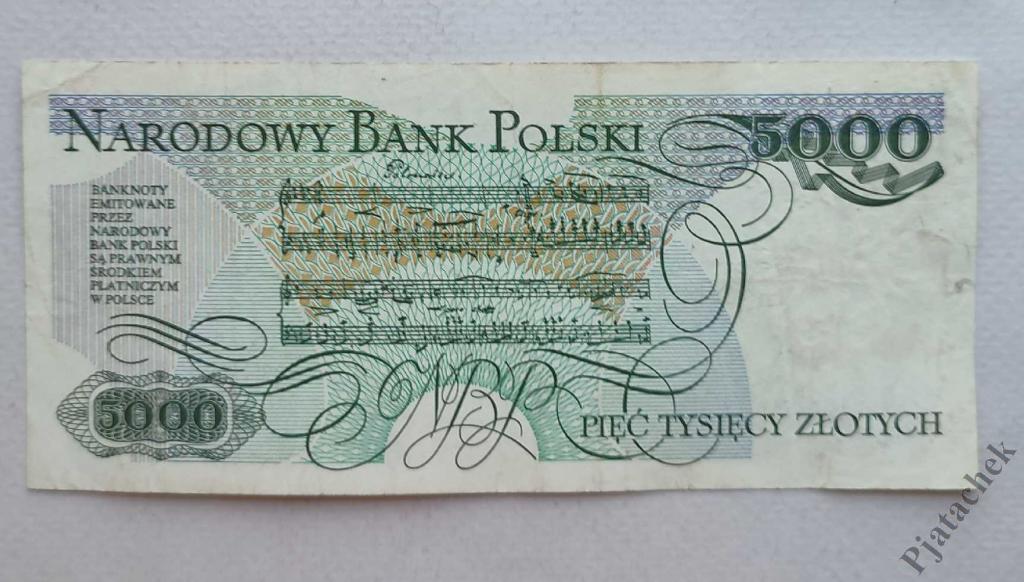 NARODOWY BANK POLSKI
5000
BANKNOTY
EMITOWANE
PRZEZ
NARODOWY
BANK POLSKI
SĄ PRAWNYM
ŚRODKIEM
PŁATNICZYM
W POLSCE
5000
NBP
PIĘĆ TYSIĘCY ZŁOTYCH
Pjatachek